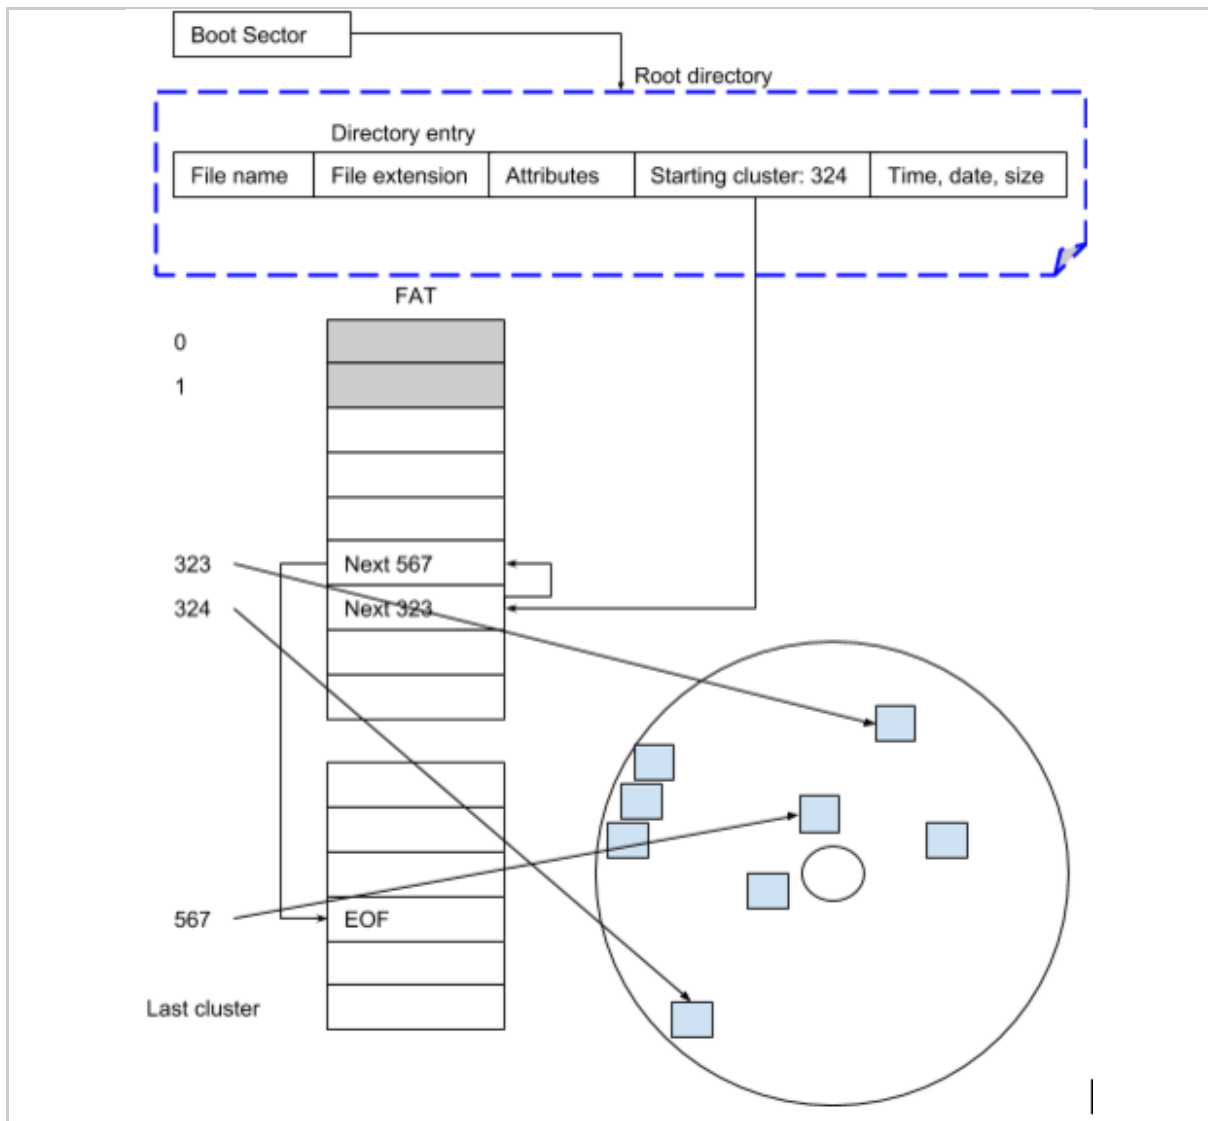 Boot Sector
Root directory
Directory entry
File name File extension Attributes Starting cluster: 324 Time, date, size
FAT
0
1
323 Next 567
324 Next 323
567 EOF
Last cluster